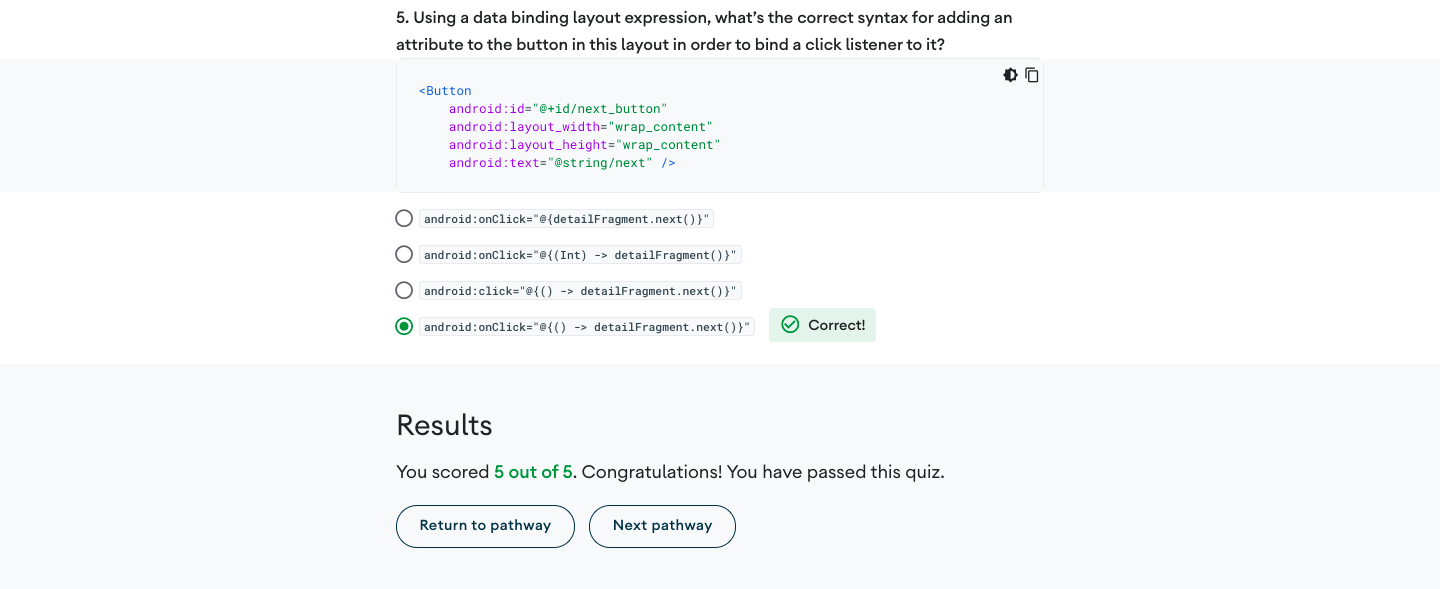 5. Using a data binding layout expression, what’s the correct syntax for adding an
attribute to the button in this layout in order to bind a click listener to it?
<Button
    android:id="@+id/next_button"
    android:layout_width="wrap_content"
    android:layout_height="wrap_content"
    android:text="@string/next" />
android:onClick="@{detailFragment.next()}"
android:onClick="@{(Int) -> detailFragment()}"
android:click="@{() -> detailFragment.next()}"
android:onClick="@{() -> detailFragment.next()}" Correct!
Results
You scored 5 out of 5. Congratulations! You have passed this quiz.
Return to pathway Next pathway